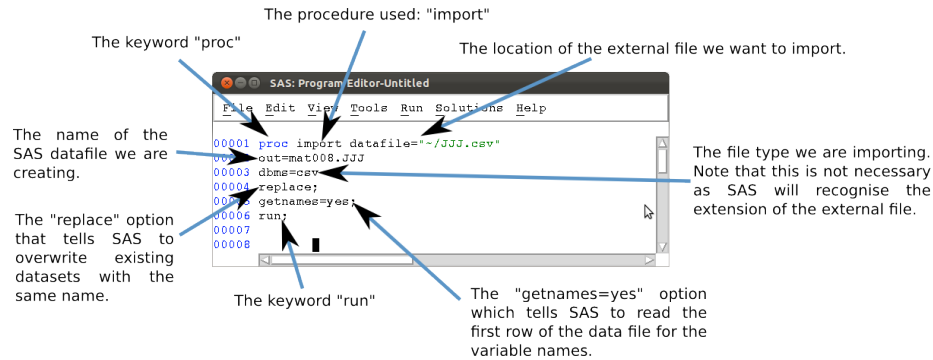 The procedure used: "import"
The keyword "proc"
The location of the external file we want to import.
SAS: Program Editor-Untitled
File Edit View Tools Run Solutions Help
The name of the
SAS datafile we are
creating.
00001 proc import datafile="~/JJJ.csv"
out=mat008.JJJ
00003 dbms=csv
00004 replace;
getnames=yes;
00006 run;
00007
00008
The file type we are importing.
Note that this is not necessary
as SAS will recognise the
extension of the external file.
The "replace" option
that tells SAS to
overwrite existing
datasets with the
same name.
The keyword "run"
The "getnames=yes" option
which tells SAS to read the
first row of the data file for the
variable names.